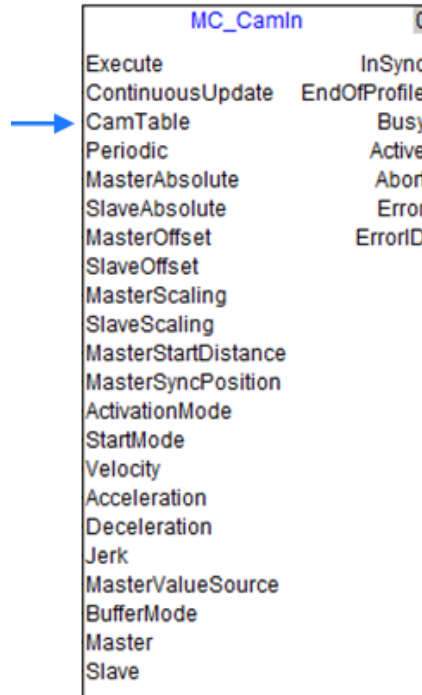 MC_CamIn 0
Execute InSync
ContinuousUpdate EndOfProfile
CamTable Busy
Periodic Active
MasterAbsolute Abort
SlaveAbsolute Error
MasterOffset ErrorID
SlaveOffset
MasterScaling
SlaveScaling
MasterStartDistance
MasterSyncPosition
ActivationMode
StartMode
Velocity
Acceleration
Deceleration
Jerk
MasterValueSource
BufferMode
Master
Slave